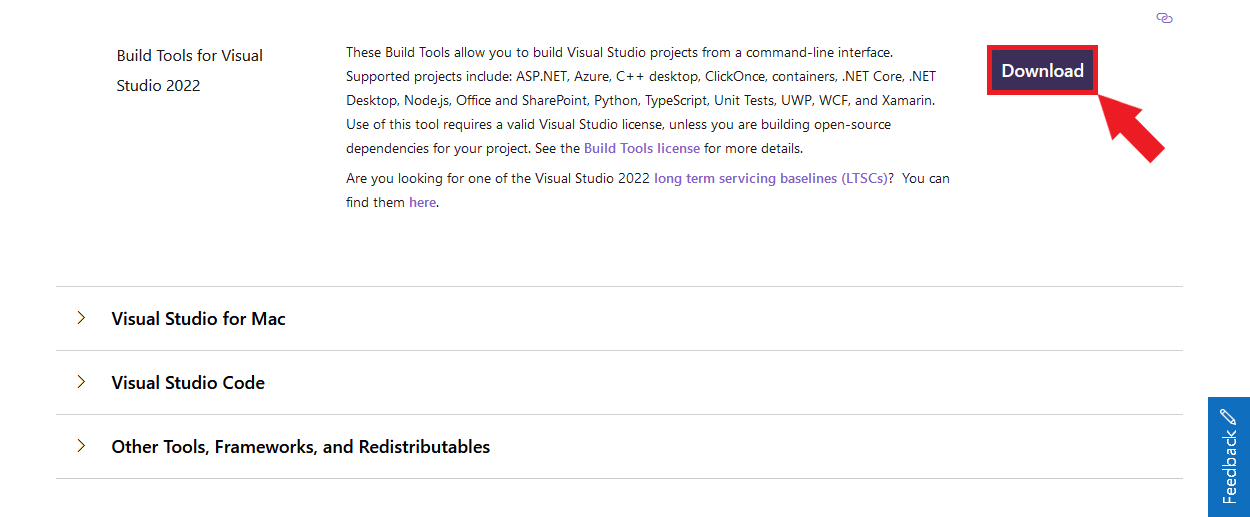 Build Tools for Visual
Studio 2022
These Build Tools allow you to build Visual Studio projects from a command-line interface.
Supported projects include: ASP.NET, Azure, C++ desktop, ClickOnce, containers, .NET Core, .NET
Desktop, Node.js, Office and SharePoint, Python, TypeScript, Unit Tests, UWP, WCF, and Xamarin.
Use of this tool requires a valid Visual Studio license, unless you are building open-source
dependencies for your project. See the Build Tools license for more details.
Are you looking for one of the Visual Studio 2022 long term servicing baselines (LTSCs)?  You can
find them here.
Download
Visual Studio for Mac
Visual Studio Code
Other Tools, Frameworks, and Redistributables
Feedback